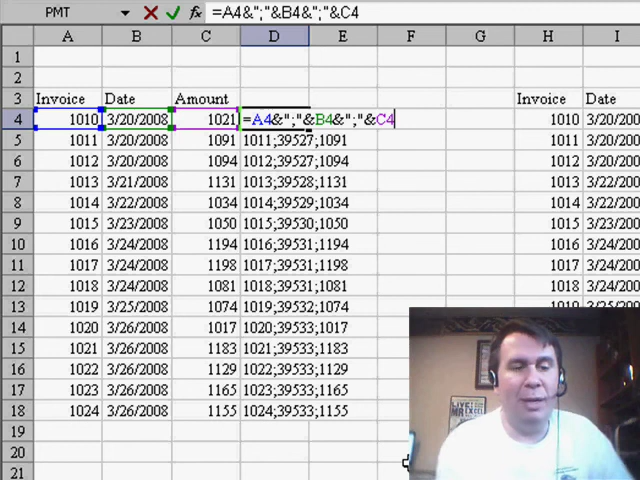 PMT =A4&";"&B4&";"&C4
A B C D E F G H I
1
2
3 Invoice Date Amount Invoice Date
4 1010 3/20/2008 1021 =A4&";"&B4&";"&C4 1010 3/20/200
5 1011 3/20/2008 1091 1011;39527;1091 1011 3/20/200
6 1012 3/20/2008 1094 1012;39527;1094 1012 3/20/200
7 1013 3/21/2008 1131 1013;39528;1131 1013 3/22/200
8 1014 3/22/2008 1034 1014;39529;1034 1014 3/22/200
9 1015 3/23/2008 1050 1015;39530;1050 1015 3/23/200
10 1016 3/24/2008 1194 1016;39531;1194 1016 3/24/200
11 1017 3/24/2008 1198 1017;39531;1198 1017 3/24/200
12 1018 3/24/2008 1081 1018;39531;1081 1018 3/24/200
13 1019 3/25/2008 1074 1019;39532;1074 1019 3/25/200
14 1020 3/26/2008 1017 1020;39533;1017
15 1021 3/26/2008 1183 1021;39533;1183
16 1022 3/26/2008 1129 1022;39533;1129
17 1023 3/26/2008 1165 1023;39533;1165
18 1024 3/26/2008 1155 1024;39533;1155
19
20
21
LIVE
MR EXCEL